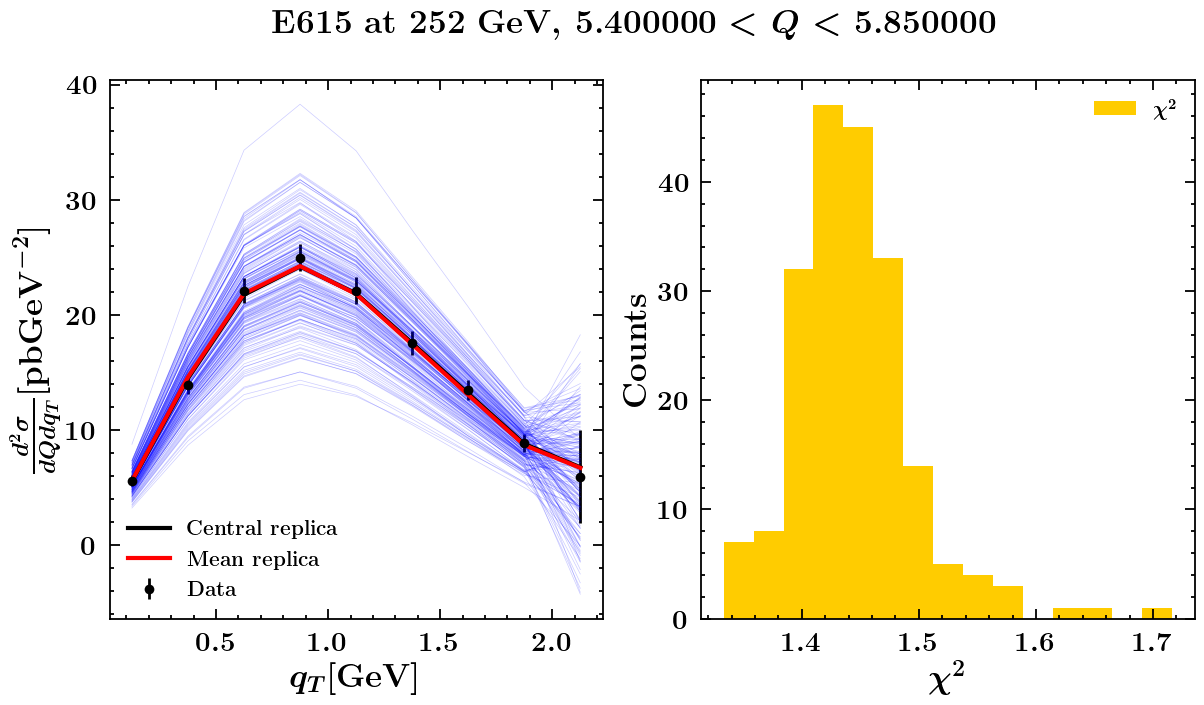 E615 at 252 GeV, 5.400000 < Q < 5.850000
40
30
20
10
0
d²σ/dQdq_T [pbGeV⁻²]
Central replica
Mean replica
Data
0.5 1.0 1.5 2.0
q_T[GeV]
χ²
40
30
20
10
0
Counts
1.4 1.5 1.6 1.7
χ²